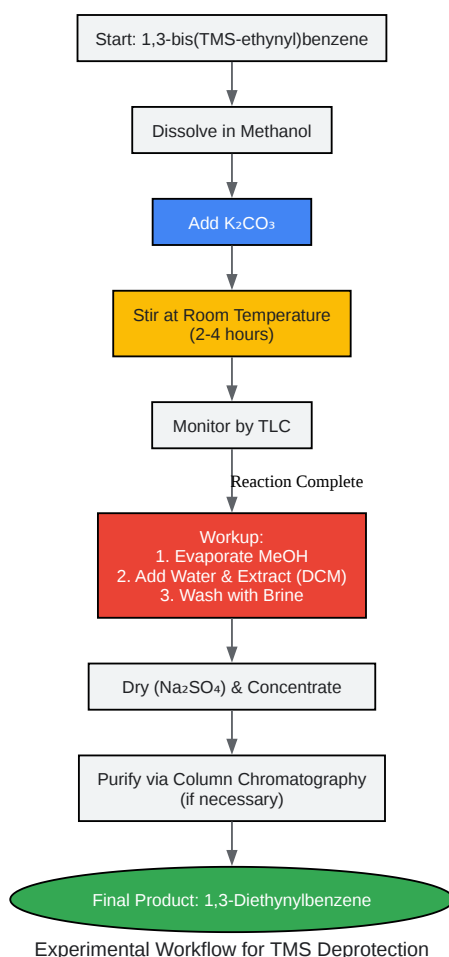 Start: 1,3-bis(TMS-ethynyl)benzene
Dissolve in Methanol
Add K₂CO₃
Stir at Room Temperature
(2-4 hours)
Monitor by TLC
Reaction Complete
Workup:
1. Evaporate MeOH
2. Add Water & Extract (DCM)
3. Wash with Brine
Dry (Na₂SO₄) & Concentrate
Purify via Column Chromatography
(if necessary)
Final Product: 1,3-Diethynylbenzene
Experimental Workflow for TMS Deprotection